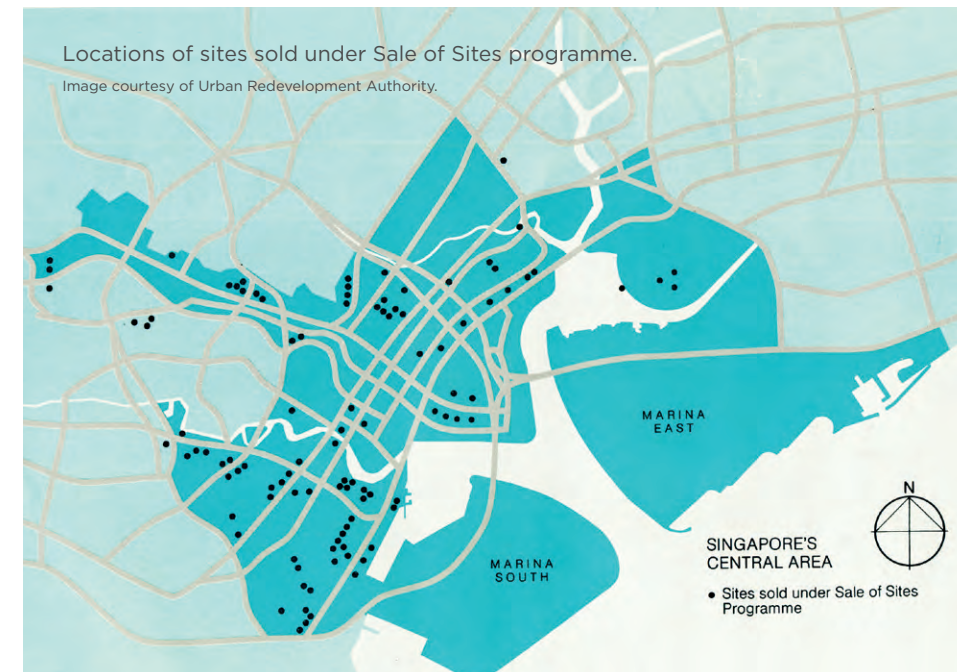 Locations of sites sold under Sale of Sites programme.
Image courtesy of Urban Redevelopment Authority.
MARINA
EAST
N
SINGAPORE'S
CENTRAL AREA
• Sites sold under Sale of Sites
Programme
MARINA
SOUTH